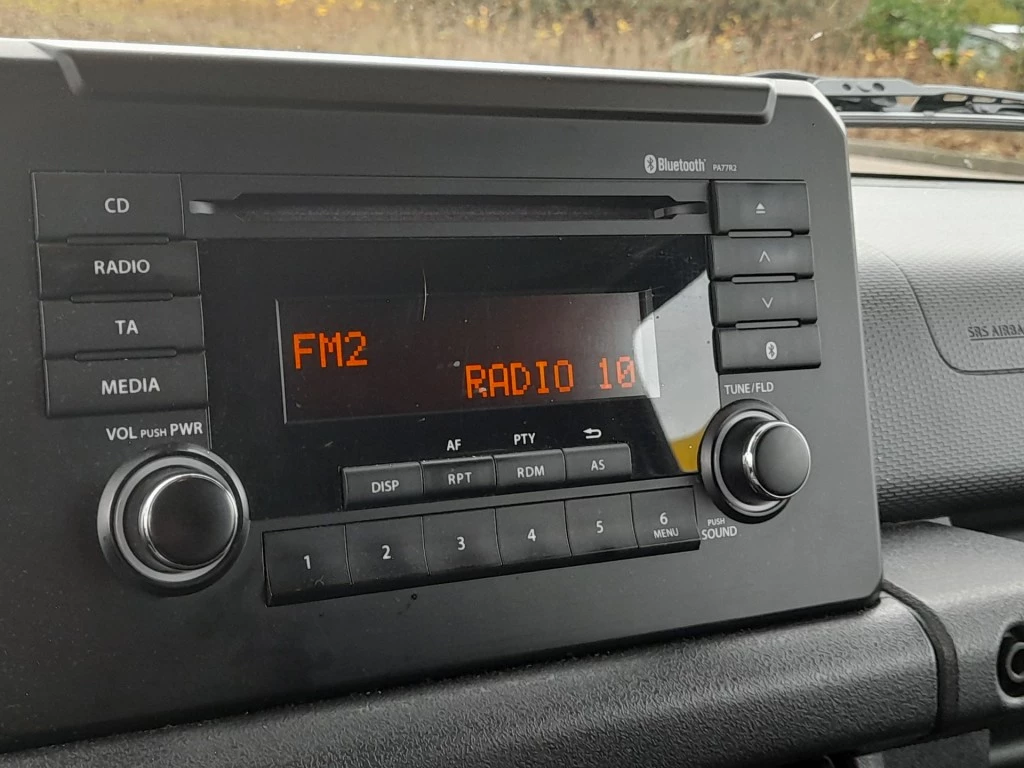 Bluetooth PA77R2
CD
RADIO
TA
MEDIA
VOL PUSH PWR
FM2
RADIO 10
TUNE/FLD
AF PTY
DISP RPT RDM AS
1 2 3 4 5 6 MENU
PUSH
SOUND
SRS AIRBA